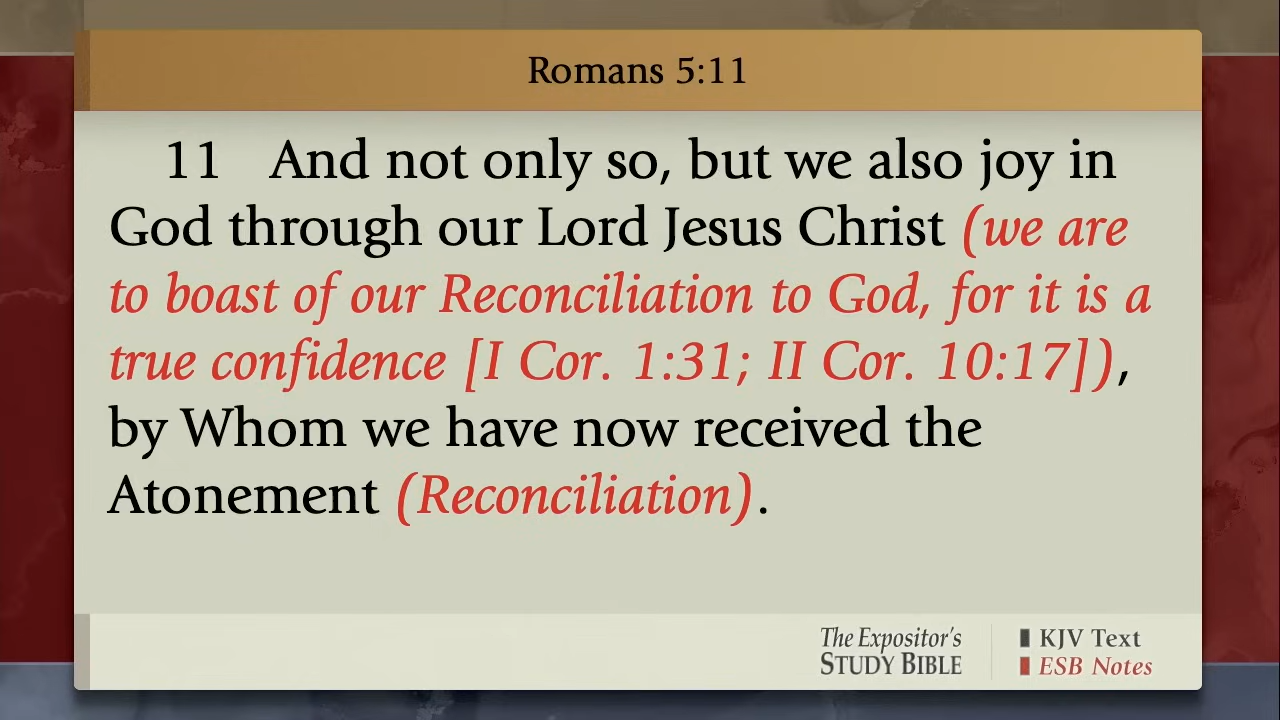 Romans 5:11
11 And not only so, but we also joy in
God through our Lord Jesus Christ (we are
to boast of our Reconciliation to God, for it is a
true confidence [I Cor. 1:31; II Cor. 10:17]),
by Whom we have now received the
Atonement (Reconciliation).
The Expositor's
STUDY BIBLE
KJV Text
ESB Notes